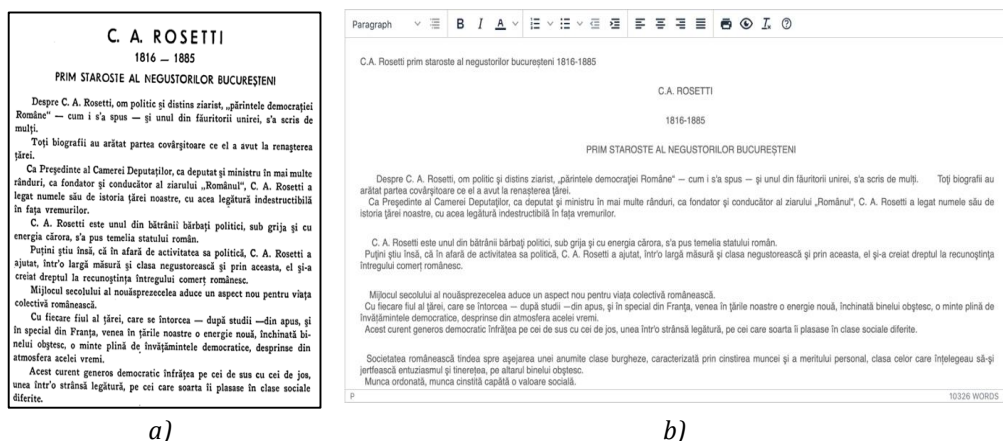 C. A. ROSETTI
1816 — 1885
PRIM STAROSTE AL NEGUSTORILOR BUCUREŞTENI
Despre C. A. Rosetti, om politic şi distins ziarist, „părintele democraţiei
Române" — cum i s'a spus — şi unul din făuritorii unirei, s'a scris de
mulţi.
Toţi biografii au arătat partea covârşitoare ce el a avut la renaşterea
ţărei.
Ca Preşedinte al Camerei Deputaţilor, ca deputat şi ministru în mai multe
rânduri, ca fondator şi conducător al ziarului „Românul", C. A. Rosetti a
legat numele său de istoria ţărei noastre, cu acea legătură indestructibilă
în faţa vremurilor.
C. A. Rosetti este unul din bătrânii bărbaţi politici, sub grija şi cu
energia cărora, s'a pus temelia statului român.
Puţini ştiu însă, că în afară de activitatea sa politică, C. A. Rosetti a
ajutat, într'o largă măsură şi clasa negustorească şi prin aceasta, el şi-a
creiat dreptul la recunoştinţa întregului comerţ românesc.
Mijlocul secolului al nouăsprezecelea aduce un aspect nou pentru viaţa
colectivă românească.
Cu fiecare fiul al ţărei, care se întorcea — după studii —din apus, şi
în special din Franţa, venea în ţările noastre o energie nouă, închinată bi-
nelui obştesc, o minte plină de învăţămintele democratice, desprinse din
atmosfera acelei vremi.
Acest curent generos democratic înfrăţea pe cei de sus cu cei de jos,
unea într'o strânsă legătură, pe cei care soarta îi plasase în clase sociale
diferite.
a)
Paragraph
B I A
C.A. Rosetti prim staroste al negustorilor bucureşteni 1816-1885
C.A. ROSETTI
1816-1885
PRIM STAROSTE AL NEGUSTORILOR BUCUREŞTENI
Despre C. A. Rosetti, om politic şi distins ziarist, „părintele democraţiei Române" — cum i s'a spus — şi unul din făuritorii unirei, s'a scris de mulţi. Toţi biografii au
arătat partea covârşitoare ce el a avut la renaşterea ţărei.
Ca Preşedinte al Camerei Deputaţilor, ca deputat şi ministru în mai multe rânduri, ca fondator şi conducător al ziarului „Românul", C. A. Rosetti a legat numele său de
istoria ţărei noastre, cu acea legătură indestructibilă în faţa vremurilor.
C. A. Rosetti este unul din bătrânii bărbaţi politici, sub grija şi cu energia cărora, s'a pus temelia statului român.
Puţini ştiu însă, că în afară de activitatea sa politică, C. A. Rosetti a ajutat, într'o largă măsură şi clasa negustorească şi prin aceasta, el şi-a creiat dreptul la recunoştinţa
întregului comerţ românesc.
Mijlocul secolului al nouăsprezecelea aduce un aspect nou pentru viaţa colectivă românească.
Cu fiecare fiul al ţărei, care se întorcea — după studii —din apus, şi în special din Franţa, venea în ţările noastre o energie nouă, închinată binelui obştesc, o minte plină de
învăţămintele democratice, desprinse din atmosfera acelei vremi.
Acest curent generos democratic înfrăţea pe cei de sus cu cei de jos, unea într'o strânsă legătură, pe cei care soarta îi plasase în clase sociale diferite.
Societatea românească tindea spre aşejarea unei anumite clase burgheze, caracterizată prin cinstirea muncei şi a meritului personal, clasa celor care înţelegeau să-şi
jertfească entuziasmul şi tinereţea, pe altarul binelui obştesc.
Munca ordonată, munca cinstită capătă o valoare socială.
P
10326 WORDS
b)